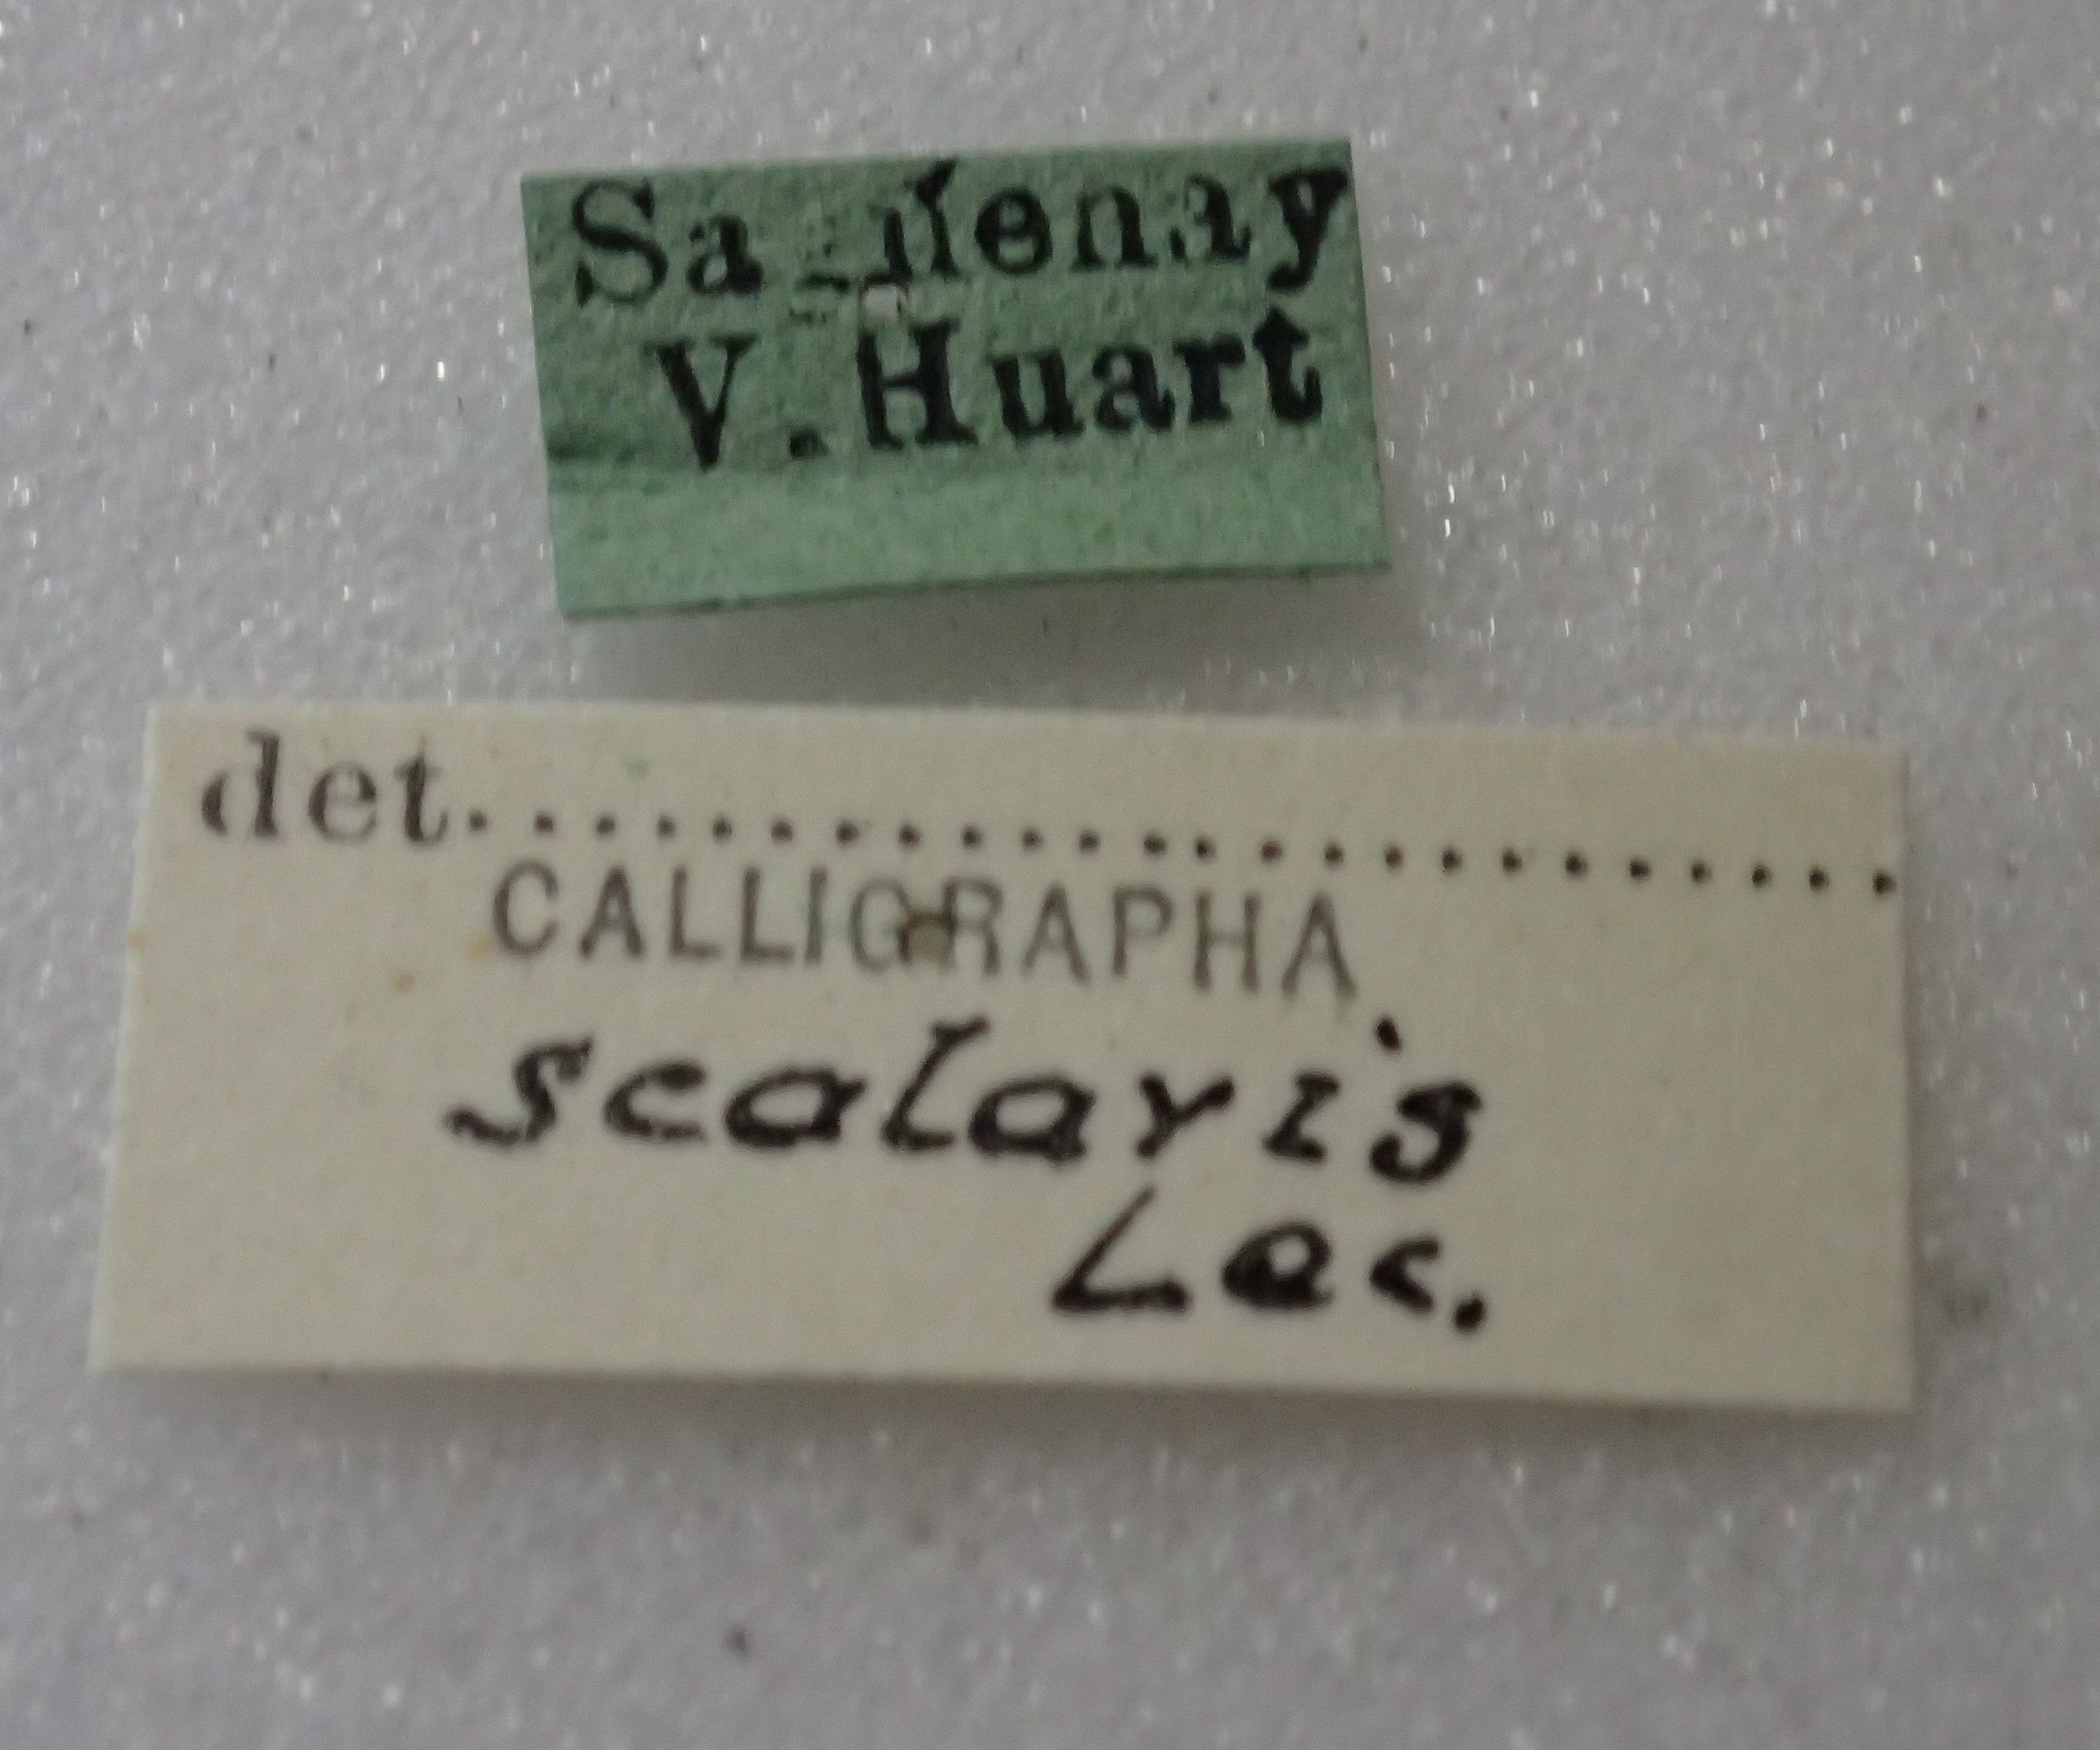 V. Huart
det..........................
CALLIGRAPHA
scalaris
Lec.